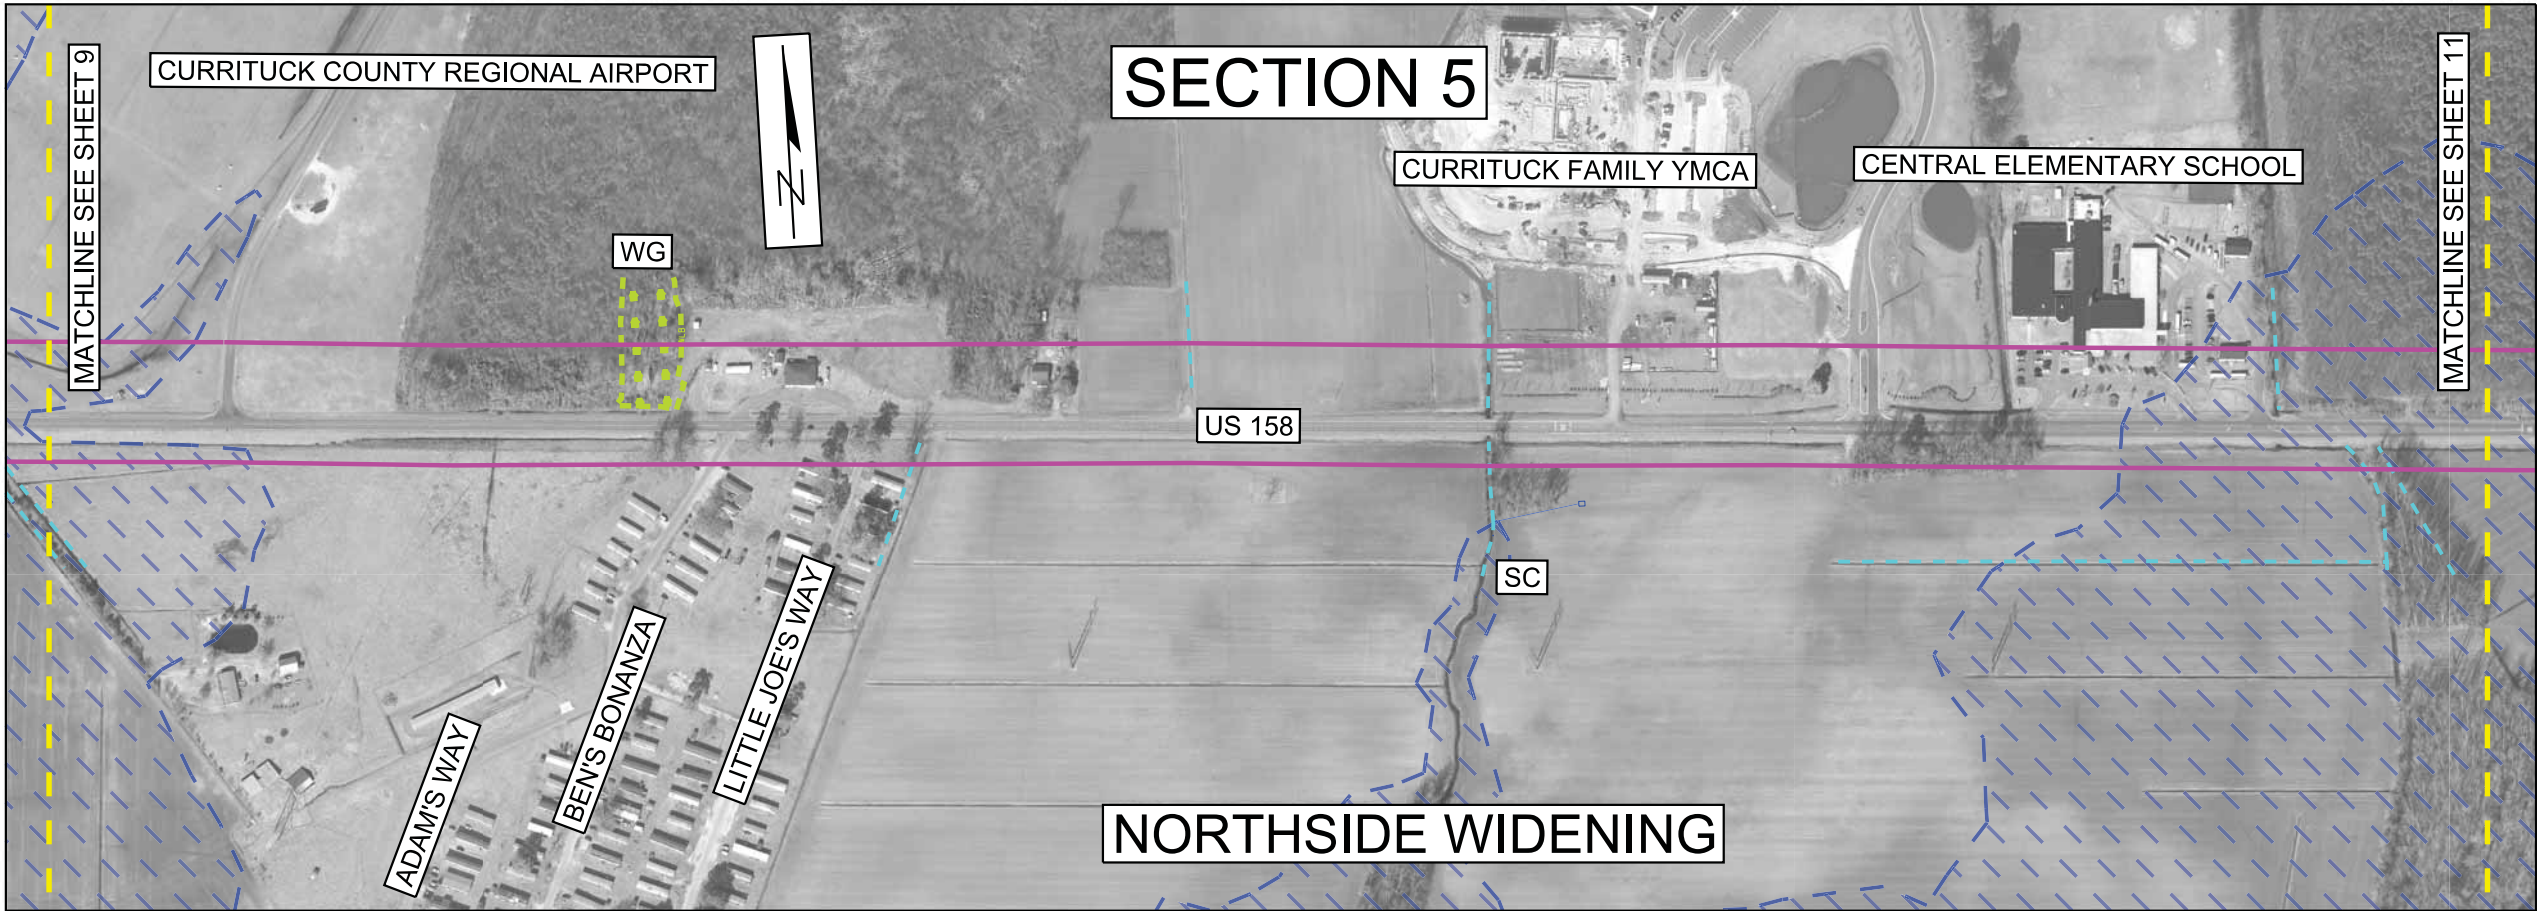 MATCHLINE SEE SHEET 9
CURRITUCK COUNTY REGIONAL AIRPORT
N
SECTION 5
CURRITUCK FAMILY YMCA
CENTRAL ELEMENTARY SCHOOL
MATCHLINE SEE SHEET 11
WG
US 158
SC
LITTLE JOE'S WAY
BEN'S BONANZA
ADAM'S WAY
NORTHSIDE WIDENING